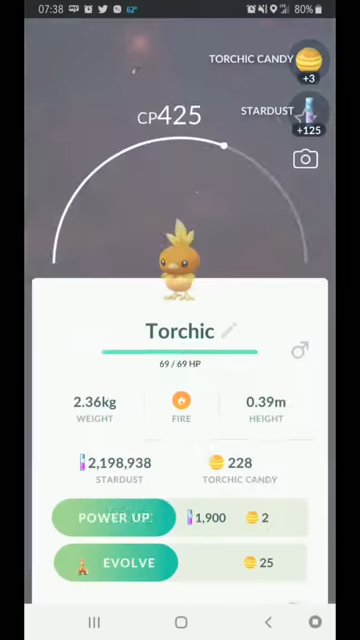 07:38 62° 80%
TORCHIC CANDY
+3
STARDUST
+125
CP425
Torchic
69 / 69 HP
2.36kg FIRE 0.39m
WEIGHT HEIGHT
2,198,938 228
STARDUST TORCHIC CANDY
POWER UP 1,900 2
EVOLVE 25